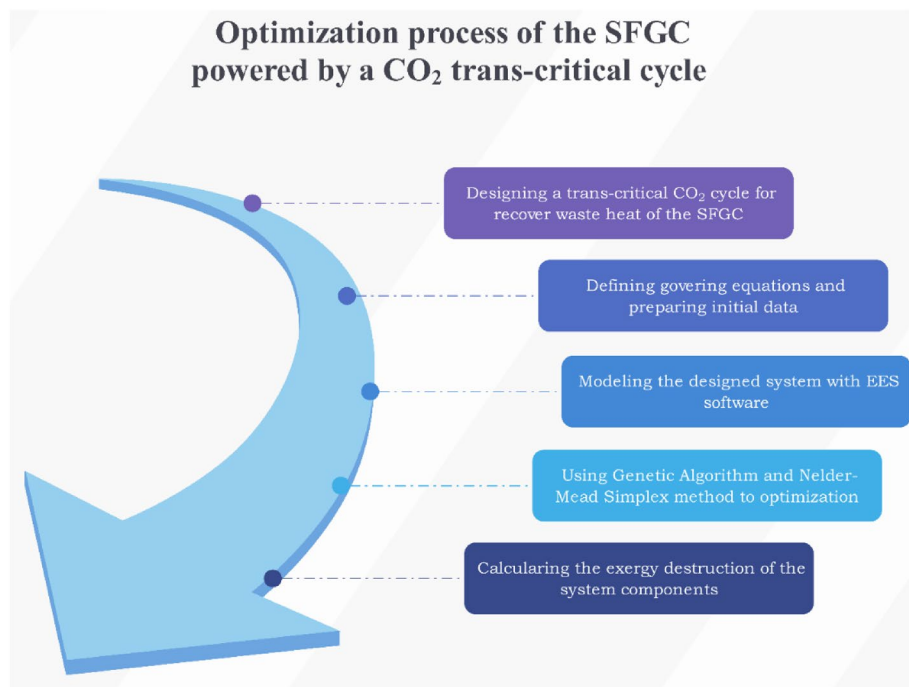 Optimization process of the SFGC
powered by a CO₂ trans-critical cycle
Designing a trans-critical CO₂ cycle for
recover waste heat of the SFGC
Defining govering equations and
preparing initial data
Modeling the designed system with EES
software
Using Genetic Algorithm and Nelder-
Mead Simplex method to optimization
Calcularing the exergy destruction of the
system components